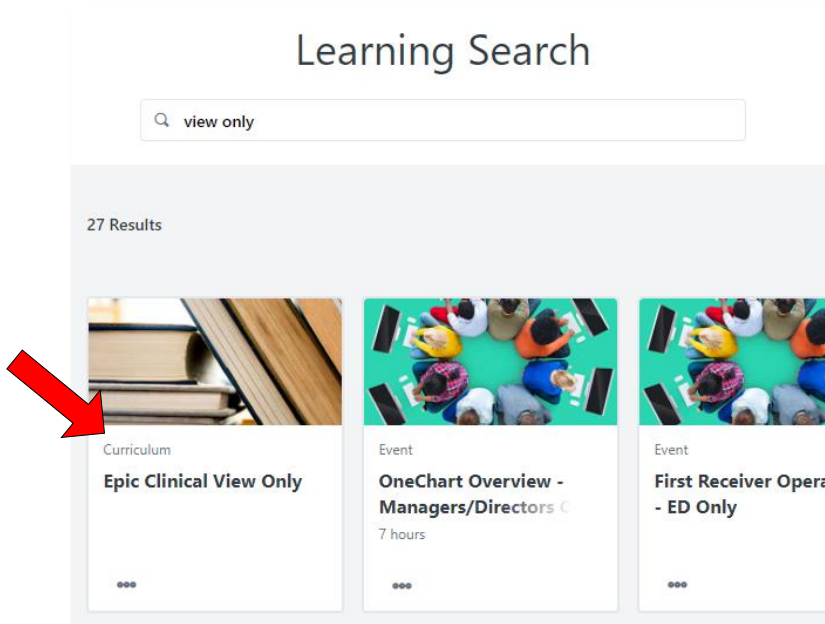 Learning Search
view only
27 Results
Curriculum
Epic Clinical View Only
Event
OneChart Overview -
Managers/Directors
7 hours
Event
First Receiver Opera
- ED Only